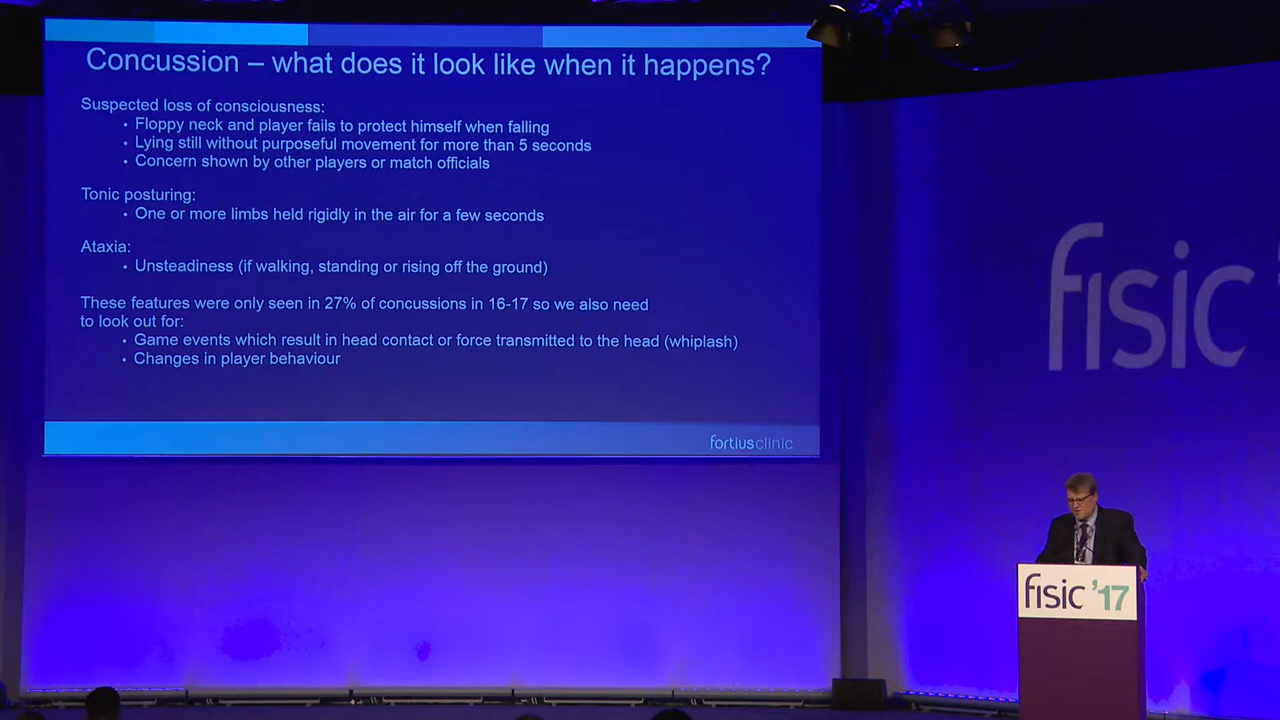 Concussion – what does it look like when it happens?
Suspected loss of consciousness:
• Floppy neck and player fails to protect himself when falling
• Lying still without purposeful movement for more than 5 seconds
• Concern shown by other players or match officials
Tonic posturing:
• One or more limbs held rigidly in the air for a few seconds
Ataxia:
• Unsteadiness (if walking, standing or rising off the ground)
These features were only seen in 27% of concussions in 16-17 so we also need
to look out for:
• Game events which result in head contact or force transmitted to the head (whiplash)
• Changes in player behaviour
fortiusclinic
fisic
fisic '17